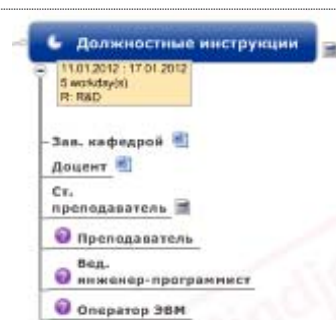 Должностные инструкции
11.01.2012 - 17.01.2012
5 workday(s)
R: R&D
Зав. кафедрой
Доцент
Ст.
преподаватель
Преподаватель
Вед.
инженер-программист
Оператор ЭВМ